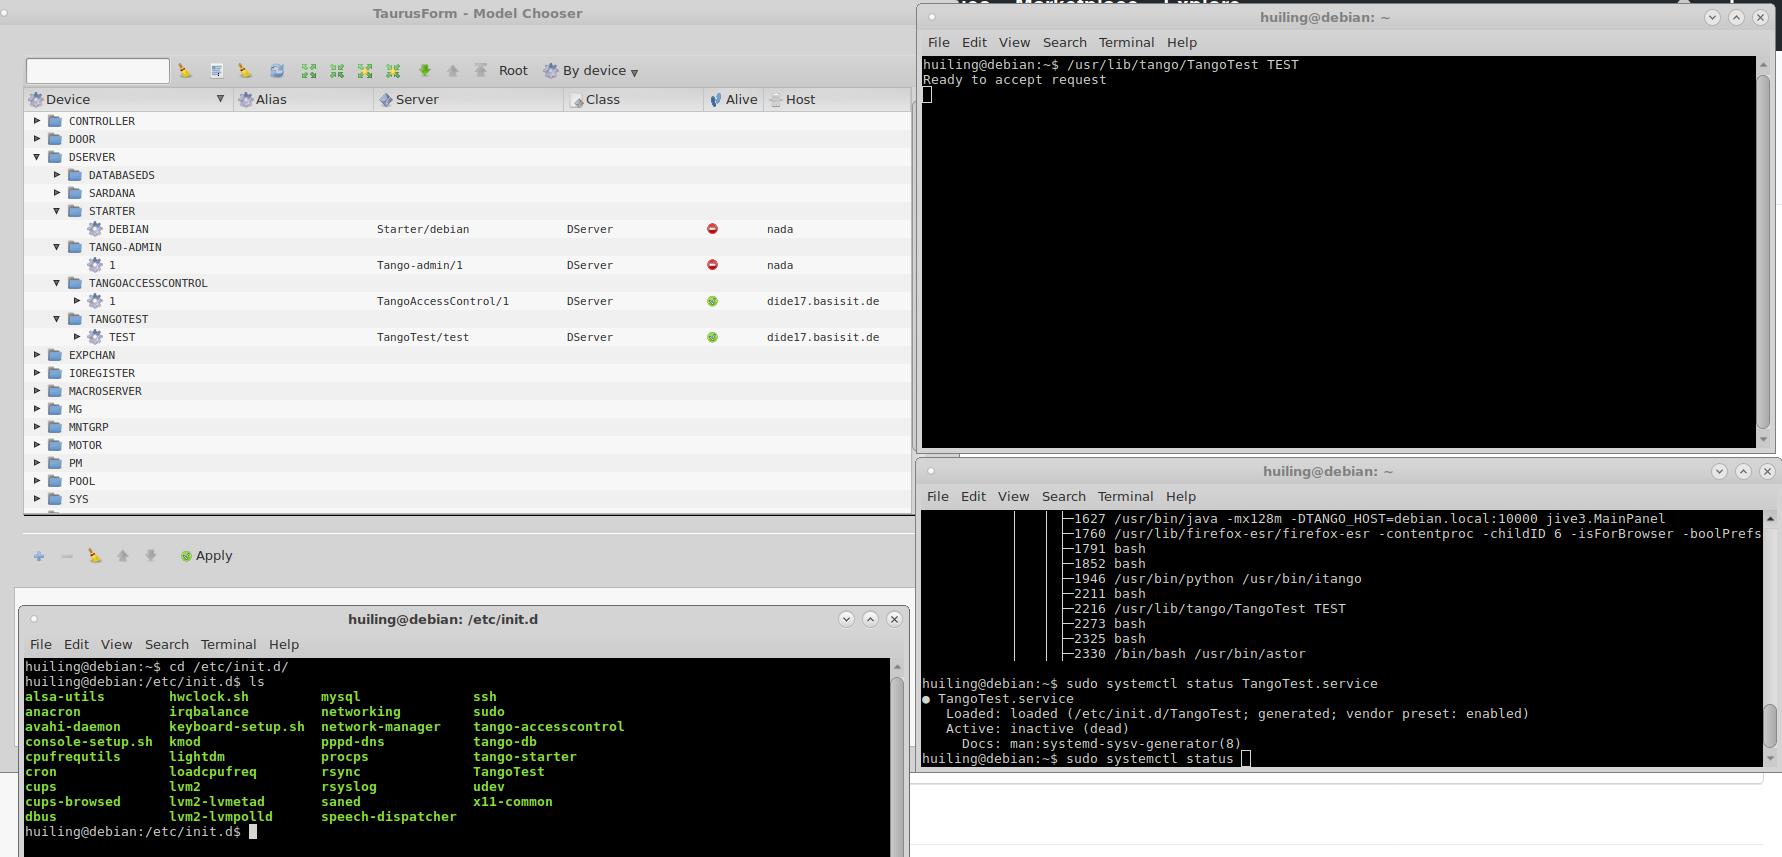 TaurusForm - Model Chooser
Root
By device
Device Alias Server Class Alive Host
CONTROLLER
DOOR
DSERVER
DATABASEDS
SARDANA
STARTER
DEBIAN Starter/debian DServer nada
TANGO-ADMIN
1 Tango-admin/1 DServer nada
TANGOACCESSCONTROL
1 TangoAccessControl/1 DServer dide17.basisit.de
TANGOTEST
TEST TangoTest/test DServer dide17.basisit.de
EXPCHAN
IOREGISTER
MACROSERVER
MG
MNTGRP
MOTOR
PM
POOL
SYS
Apply
huiling@debian: ~
File Edit View Search Terminal Help
huiling@debian:~$ /usr/lib/tango/TangoTest TEST
Ready to accept request
huiling@debian: ~
File Edit View Search Terminal Help
├─1627 /usr/bin/java -mx128m -DTANGO_HOST=debian.local:10000 jive3.MainPanel
├─1760 /usr/lib/firefox-esr/firefox-esr -contentproc -childID 6 -isForBrowser -boolPrefs
├─1791 bash
├─1852 bash
├─1946 /usr/bin/python /usr/bin/itango
├─2211 bash
├─2216 /usr/lib/tango/TangoTest TEST
├─2273 bash
├─2325 bash
├─2330 /bin/bash /usr/bin/astor
huiling@debian:~$ sudo systemctl status TangoTest.service
● TangoTest.service
Loaded: loaded (/etc/init.d/TangoTest; generated; vendor preset: enabled)
Active: inactive (dead)
Docs: man:systemd-sysv-generator(8)
huiling@debian:~$ sudo systemctl status
huiling@debian: /etc/init.d
File Edit View Search Terminal Help
huiling@debian:~$ cd /etc/init.d/
huiling@debian:/etc/init.d$ ls
alsa-utils hwclock.sh mysql ssh
anacron irqbalance networking sudo
avahi-daemon keyboard-setup.sh network-manager tango-accesscontrol
console-setup.sh kmod pppd-dns tango-db
cpufrequtils lightdm procps tango-starter
cron loadcpufreq rsync TangoTest
cups lvm2 rsyslog udev
cups-browsed lvm2-lvmetad saned x11-common
dbus lvm2-lvmpolld speech-dispatcher
huiling@debian:/etc/init.d$